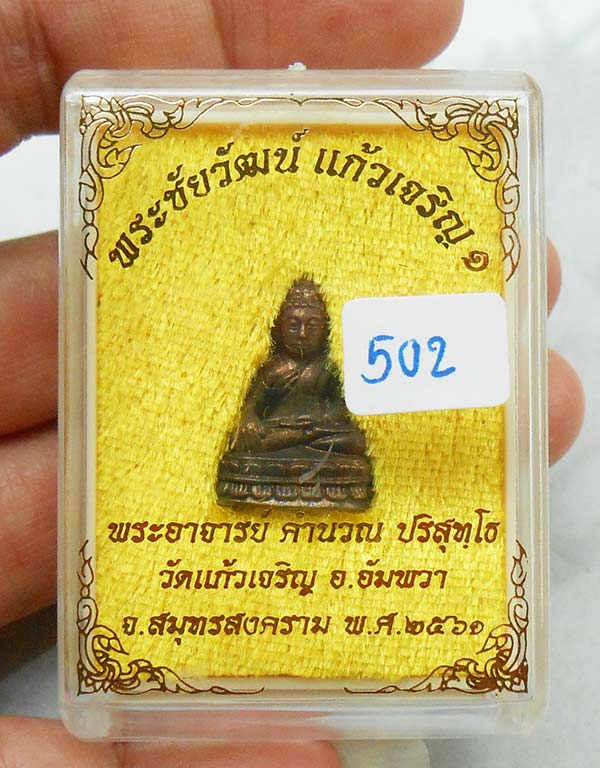 พระชัยวัฒน์ แก้วเจริญ ๑
502
พระอาจารย์ คำนวณ ปริสุทฺโธ
วัดแก้วเจริญ อ.อัมพวา
จ.สมุทรสงคราม พ.ศ.๒๕๖๑